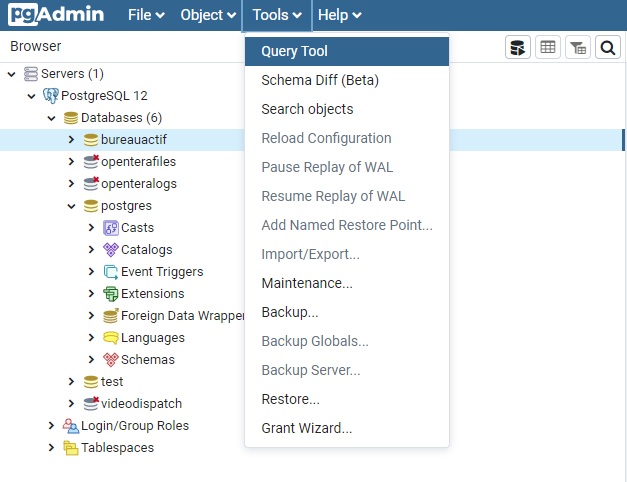 pgAdmin File Object Tools Help
Browser
Query Tool
Schema Diff (Beta)
Search objects
Reload Configuration
Pause Replay of WAL
Resume Replay of WAL
Add Named Restore Point...
Import/Export...
Maintenance...
Backup...
Backup Globals...
Backup Server...
Restore...
Grant Wizard...
Servers (1)
PostgreSQL 12
Databases (6)
bureauactif
openterafiles
openteralogs
postgres
Casts
Catalogs
Event Triggers
Extensions
Foreign Data Wrapper
Languages
Schemas
test
videodispatch
Login/Group Roles
Tablespaces